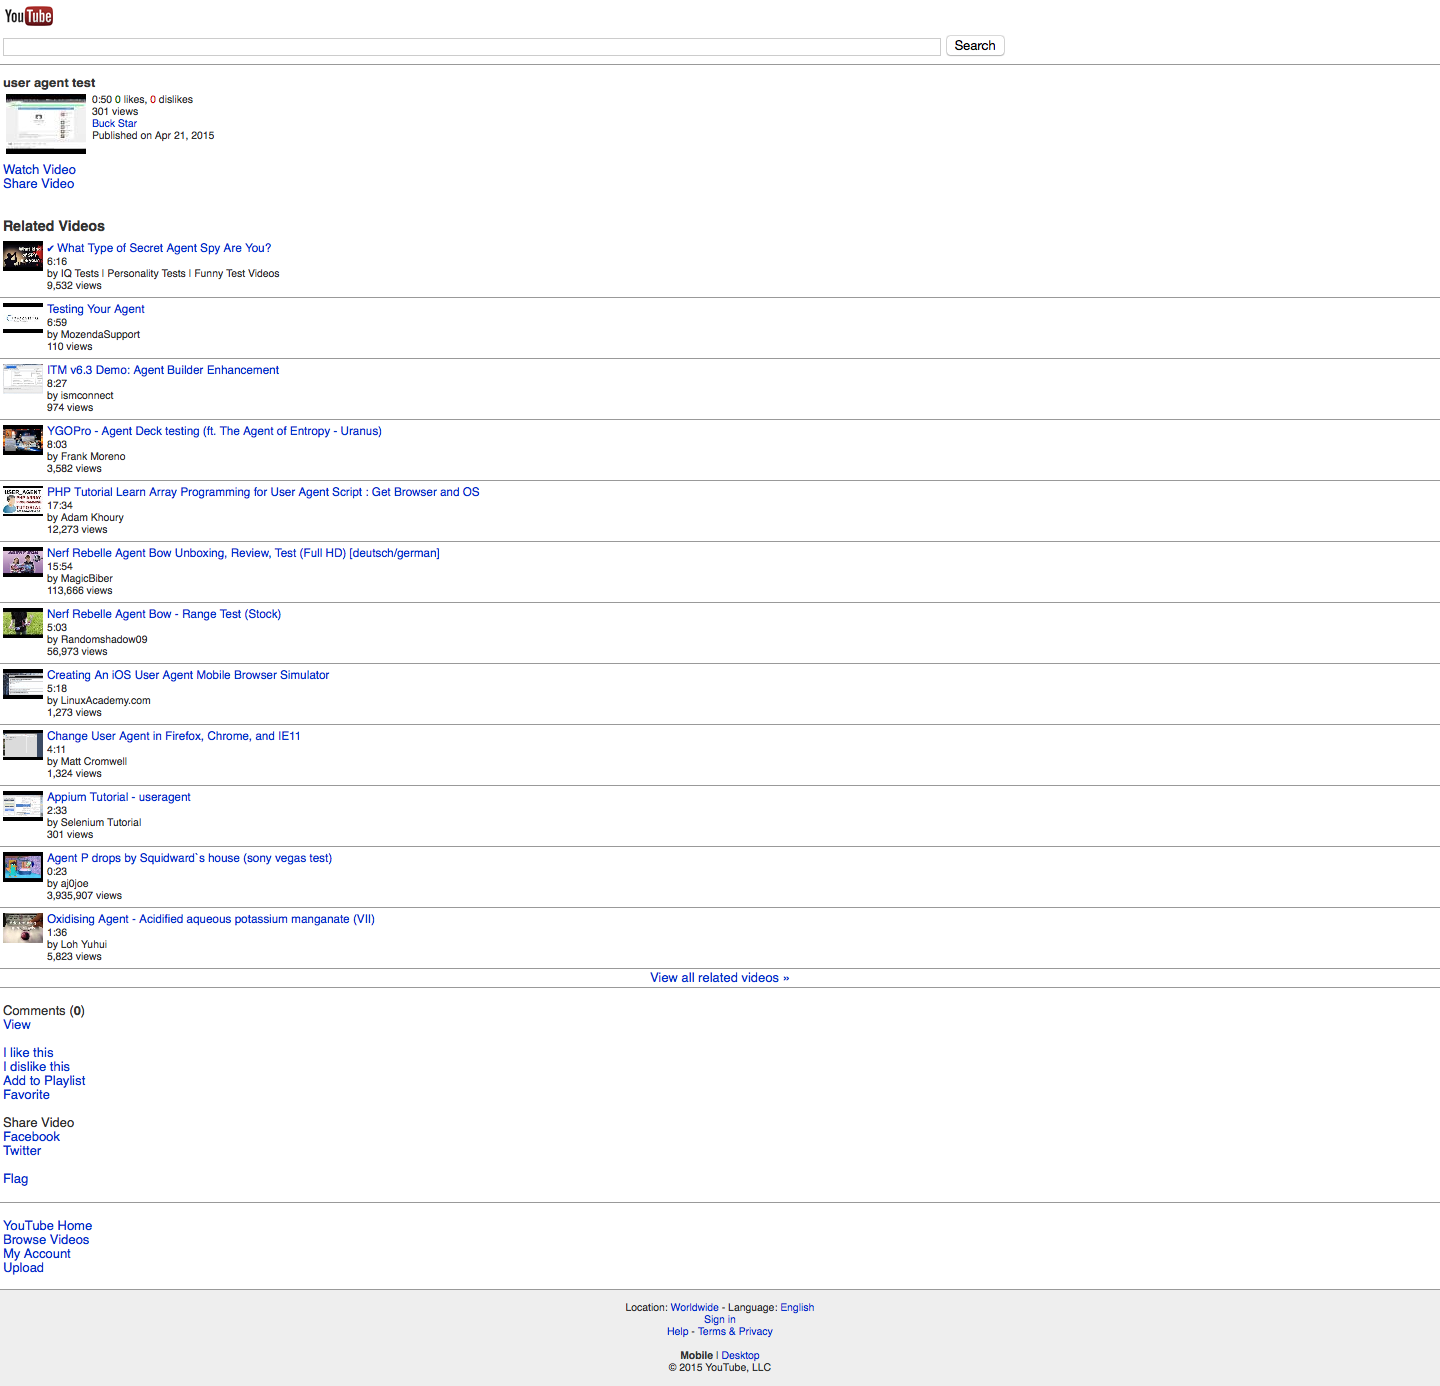 YouTube
Search
user agent test
0:50 0 likes, 0 dislikes
301 views
Buck Star
Published on Apr 21, 2015
Watch Video
Share Video
Related Videos
✔ What Type of Secret Agent Spy Are You?
6:16
by IQ Tests | Personality Tests | Funny Test Videos
9,532 views
Testing Your Agent
6:59
by MozendaSupport
110 views
ITM v6.3 Demo: Agent Builder Enhancement
8:27
by ismconnect
974 views
YGOPro - Agent Deck testing (ft. The Agent of Entropy - Uranus)
8:03
by Frank Moreno
3,582 views
USER_AGENT
PHP ARRAY
TUTORIAL
PHP Tutorial Learn Array Programming for User Agent Script : Get Browser and OS
17:34
by Adam Khoury
12,273 views
Nerf Rebelle Agent Bow Unboxing, Review, Test (Full HD) [deutsch/german]
15:54
by MagicBiber
113,666 views
Nerf Rebelle Agent Bow - Range Test (Stock)
5:03
by Randomshadow09
56,973 views
Creating An iOS User Agent Mobile Browser Simulator
5:18
by LinuxAcademy.com
1,273 views
Change User Agent in Firefox, Chrome, and IE11
4:11
by Matt Cromwell
1,324 views
Appium Tutorial - useragent
2:33
by Selenium Tutorial
301 views
Agent P drops by Squidward`s house (sony vegas test)
0:23
by aj0joe
3,935,907 views
Oxidising Agent - Acidified aqueous potassium manganate (VII)
1:36
by Loh Yuhui
5,823 views
View all related videos »
Comments (0)
View
I like this
I dislike this
Add to Playlist
Favorite
Share Video
Facebook
Twitter
Flag
YouTube Home
Browse Videos
My Account
Upload
Location: Worldwide - Language: English
Sign in
Help - Terms & Privacy
Mobile | Desktop
© 2015 YouTube, LLC